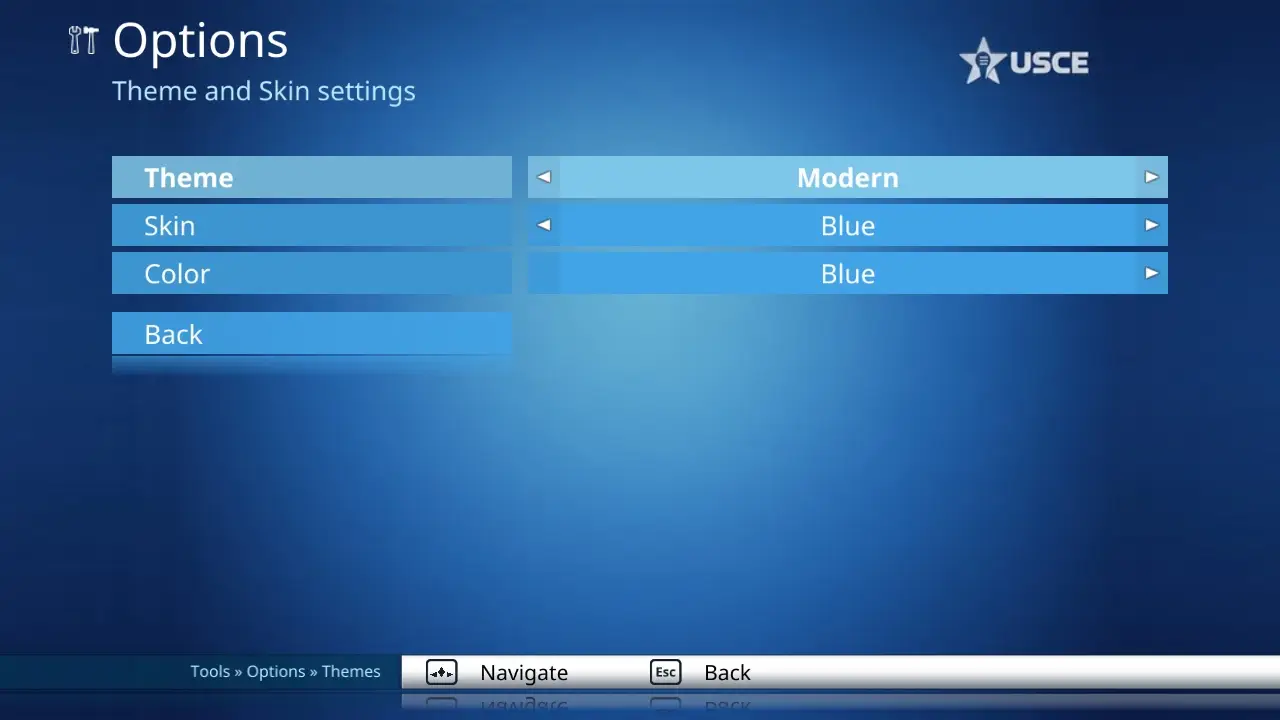 Options
Theme and Skin settings
USCE
Theme Modern
Skin Blue
Color Blue
Back
Tools » Options » Themes
Navigate
Esc Back